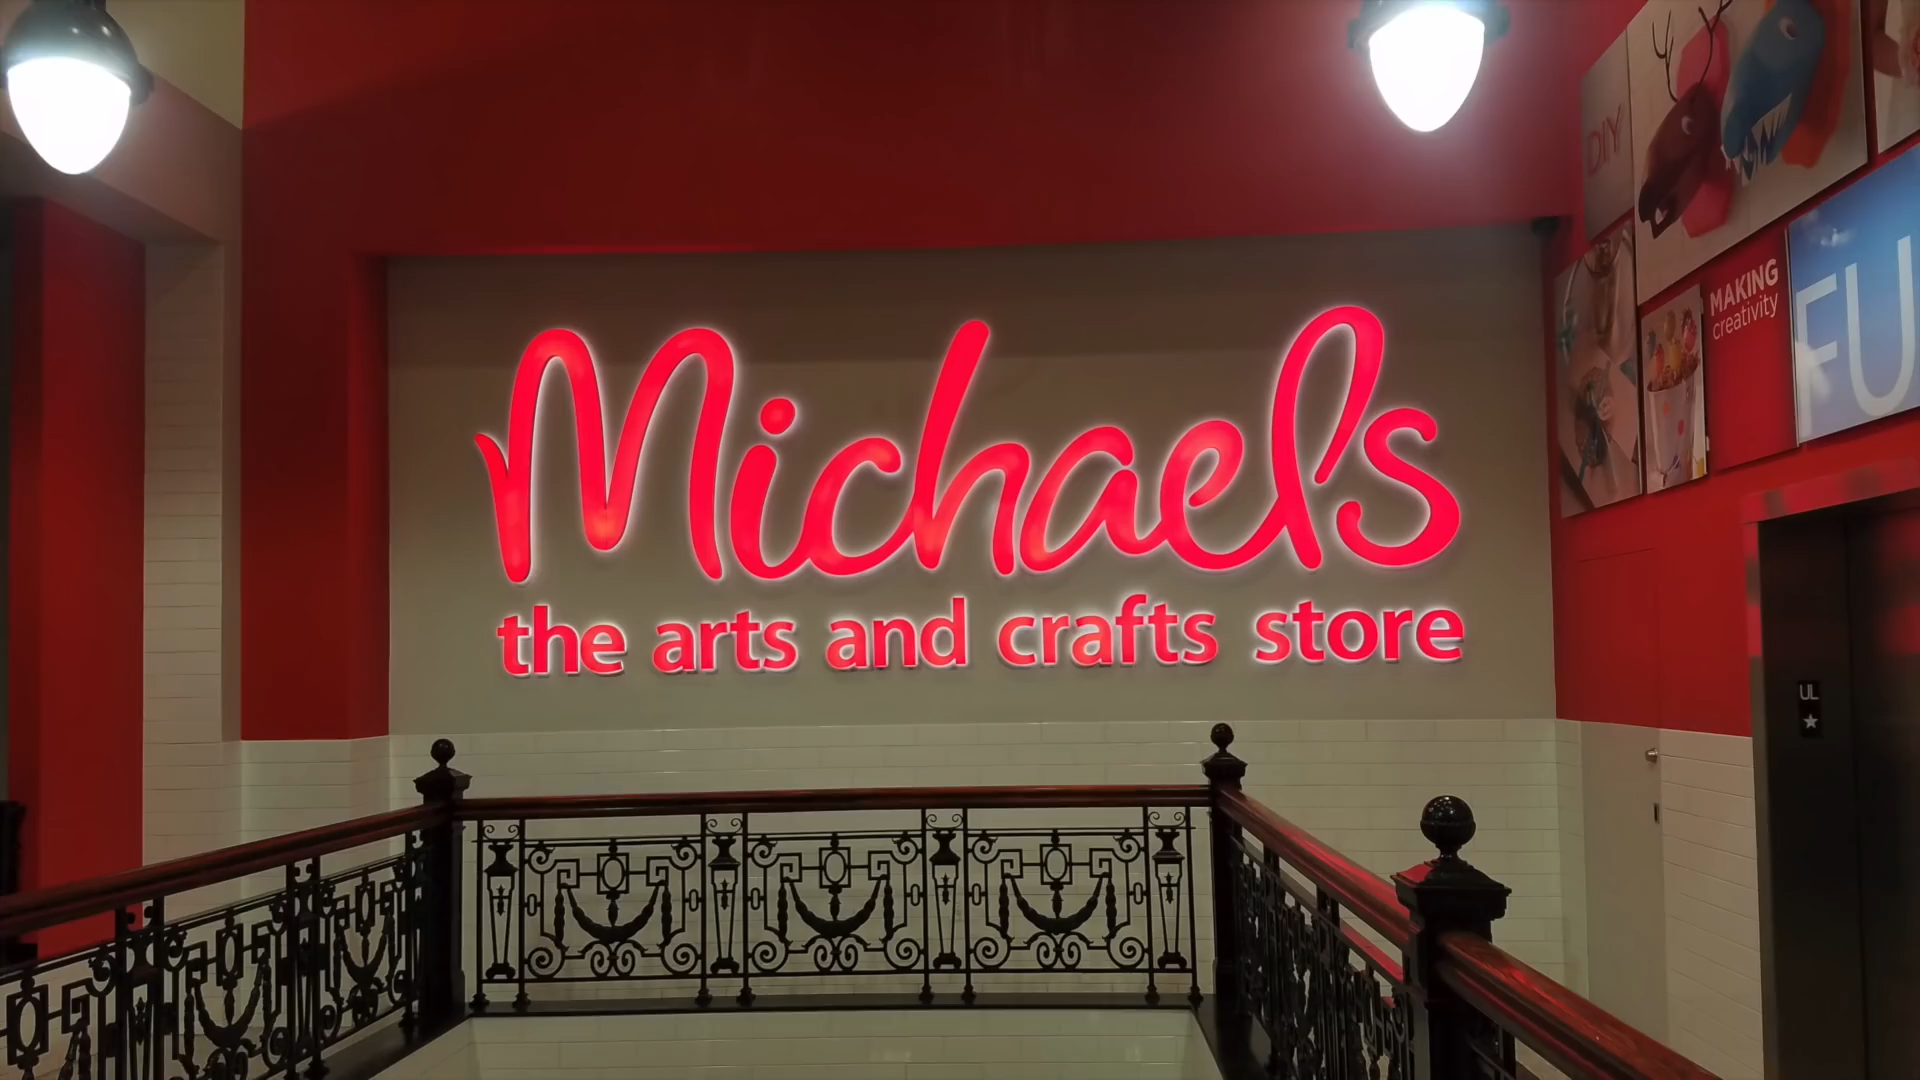 Michaels
the arts and crafts store
DIY
MAKING
creativity
FU
UL